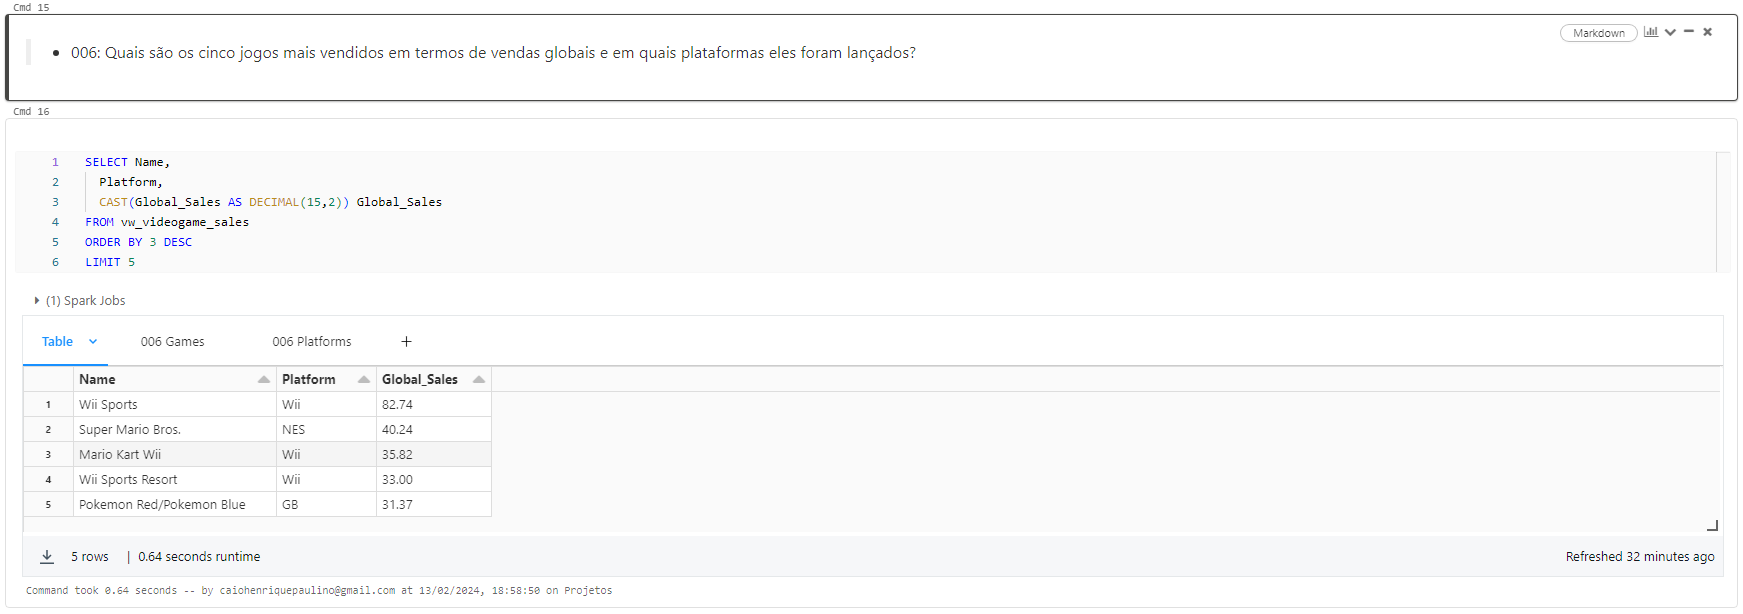 Cmd 15
Markdown
• 006: Quais são os cinco jogos mais vendidos em termos de vendas globais e em quais plataformas eles foram lançados?
Cmd 16
1 SELECT Name,
2 Platform,
3 CAST(Global_Sales AS DECIMAL(15,2)) Global_Sales
4 FROM vw_videogame_sales
5 ORDER BY 3 DESC
6 LIMIT 5
(1) Spark Jobs
Table 006 Games 006 Platforms +
Name Platform Global_Sales
1 Wii Sports Wii 82.74
2 Super Mario Bros. NES 40.24
3 Mario Kart Wii Wii 35.82
4 Wii Sports Resort Wii 33.00
5 Pokemon Red/Pokemon Blue GB 31.37
5 rows | 0.64 seconds runtime Refreshed 32 minutes ago
Command took 0.64 seconds -- by caiohenriquepaulino@gmail.com at 13/02/2024, 18:58:50 on Projetos